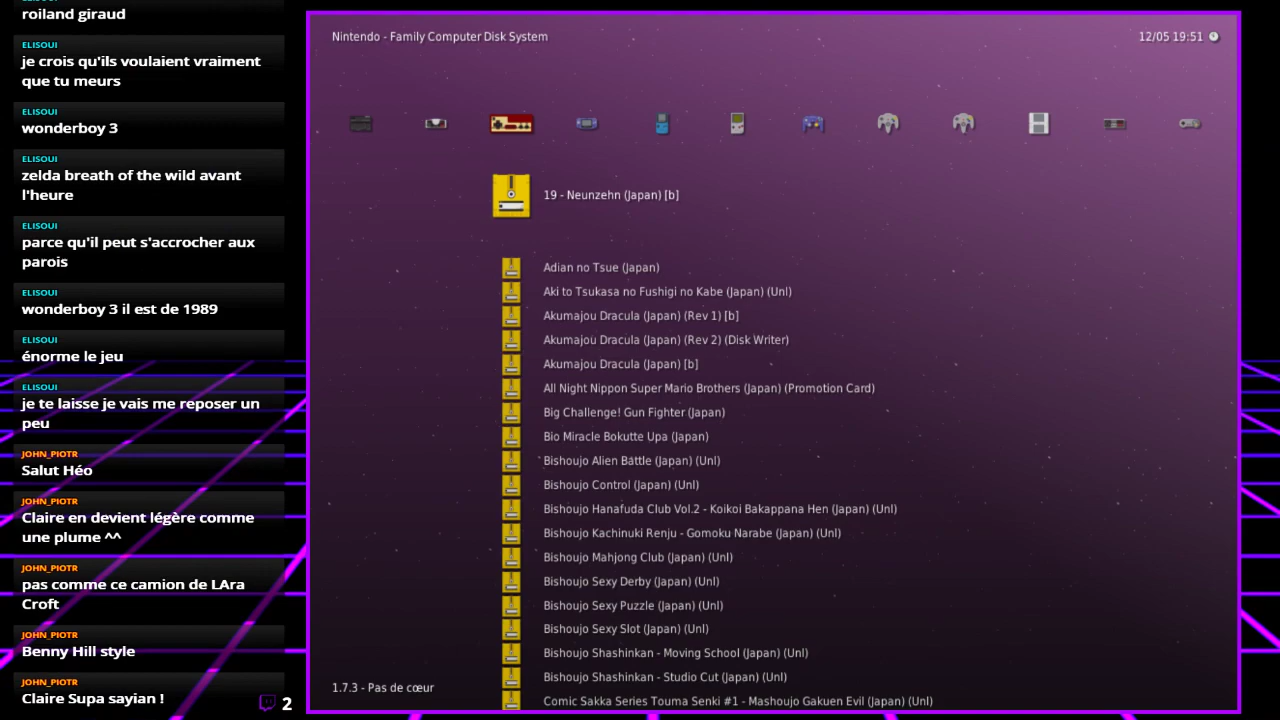 roiland giraud
ELISOUI
je crois qu'ils voulaient vraiment
que tu meurs
ELISOUI
wonderboy 3
ELISOUI
zelda breath of the wild avant
l'heure
ELISOUI
parce qu'il peut s'accrocher aux
parois
ELISOUI
wonderboy 3 il est de 1989
ELISOUI
énorme le jeu
ELISOUI
je te laisse je vais me reposer un
peu
JOHN_PIOTR
Salut Héo
JOHN_PIOTR
Claire en devient légère comme
une plume ^^
JOHN_PIOTR
pas comme ce camion de LAra
Croft
JOHN_PIOTR
Benny Hill style
JOHN_PIOTR
Claire Supa sayian !
2
Nintendo - Family Computer Disk System
12/05 19:51
19 - Neunzehn (Japan) [b]
Adian no Tsue (Japan)
Aki to Tsukasa no Fushigi no Kabe (Japan) (Unl)
Akumajou Dracula (Japan) (Rev 1) [b]
Akumajou Dracula (Japan) (Rev 2) (Disk Writer)
Akumajou Dracula (Japan) [b]
All Night Nippon Super Mario Brothers (Japan) (Promotion Card)
Big Challenge! Gun Fighter (Japan)
Bio Miracle Bokutte Upa (Japan)
Bishoujo Alien Battle (Japan) (Unl)
Bishoujo Control (Japan) (Unl)
Bishoujo Hanafuda Club Vol.2 - Koikoi Bakappana Hen (Japan) (Unl)
Bishoujo Kachinuki Renju - Gomoku Narabe (Japan) (Unl)
Bishoujo Mahjong Club (Japan) (Unl)
Bishoujo Sexy Derby (Japan) (Unl)
Bishoujo Sexy Puzzle (Japan) (Unl)
Bishoujo Sexy Slot (Japan) (Unl)
Bishoujo Shashinkan - Moving School (Japan) (Unl)
Bishoujo Shashinkan - Studio Cut (Japan) (Unl)
Comic Sakka Series Touma Senki #1 - Mashoujo Gakuen Evil (Japan) (Unl)
1.7.3 - Pas de cœur